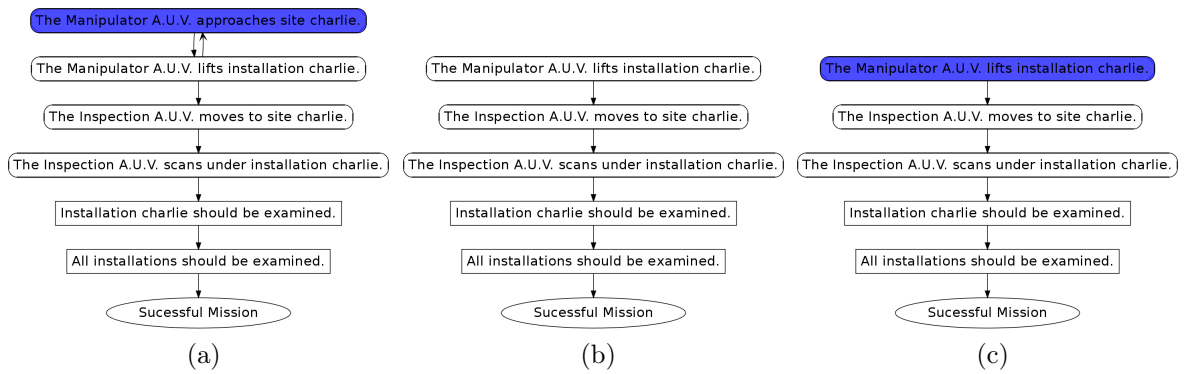 The Manipulator A.U.V. approaches site charlie.
The Manipulator A.U.V. lifts installation charlie.
The Inspection A.U.V. moves to site charlie.
The Inspection A.U.V. scans under installation charlie.
Installation charlie should be examined.
All installations should be examined.
Sucessful Mission
(a)
The Manipulator A.U.V. lifts installation charlie.
The Inspection A.U.V. moves to site charlie.
The Inspection A.U.V. scans under installation charlie.
Installation charlie should be examined.
All installations should be examined.
Sucessful Mission
(b)
The Manipulator A.U.V. lifts installation charlie.
The Inspection A.U.V. moves to site charlie.
The Inspection A.U.V. scans under installation charlie.
Installation charlie should be examined.
All installations should be examined.
Sucessful Mission
(c)